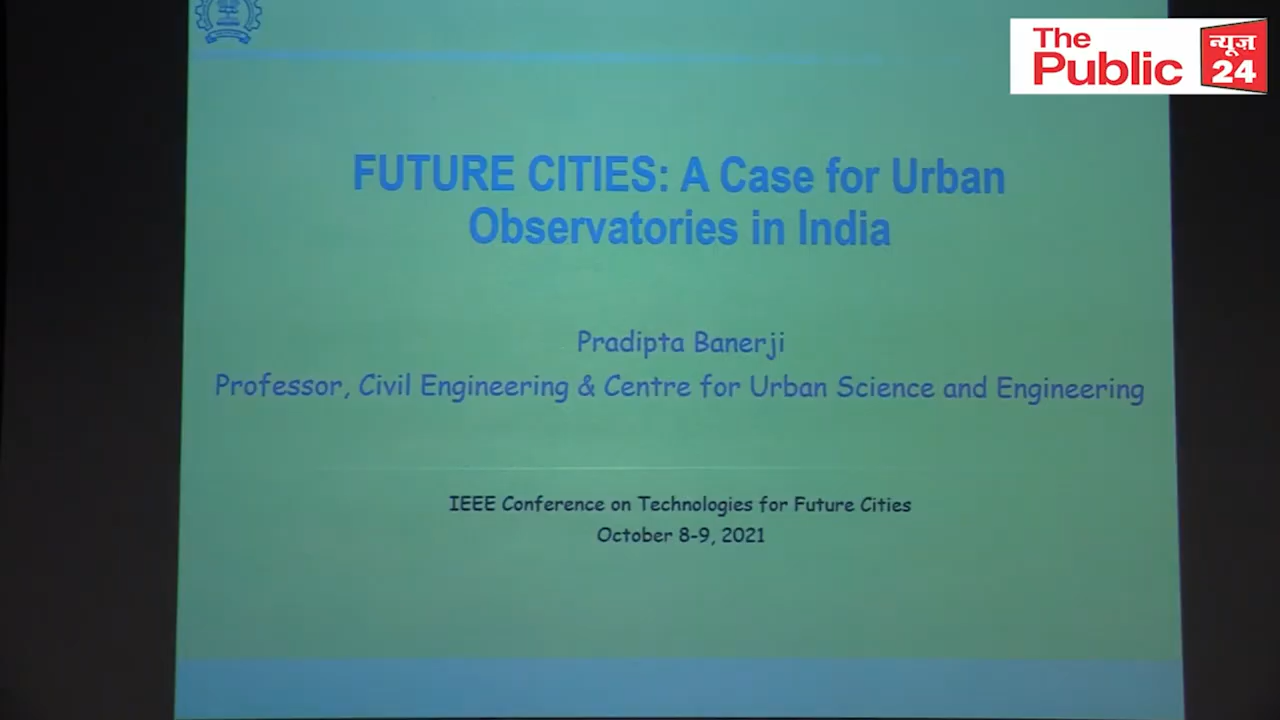 The
Public
न्यूज़
24
FUTURE CITIES: A Case for Urban
Observatories in India
Pradipta Banerji
Professor, Civil Engineering & Centre for Urban Science and Engineering
IEEE Conference on Technologies for Future Cities
October 8-9, 2021